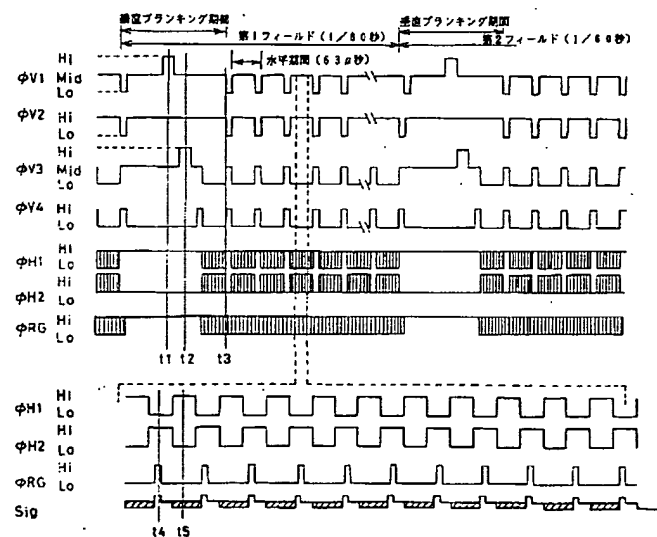 垂直ブランキング期間
第1フィールド(1/60秒)
垂直ブランキング期間
第2フィールド(1/60秒)
水平期間(63μ秒)
φV1 Hi Mid Lo
φV2 Hi Lo
φV3 Hi Mid Lo
φV4 Hi Lo
φH1 Hi Lo
φH2 Hi Lo
φRG Hi Lo
t1 t2 t3
φH1 Hi Lo
φH2 Hi Lo
φRG Hi Lo
Sig
t4 t5